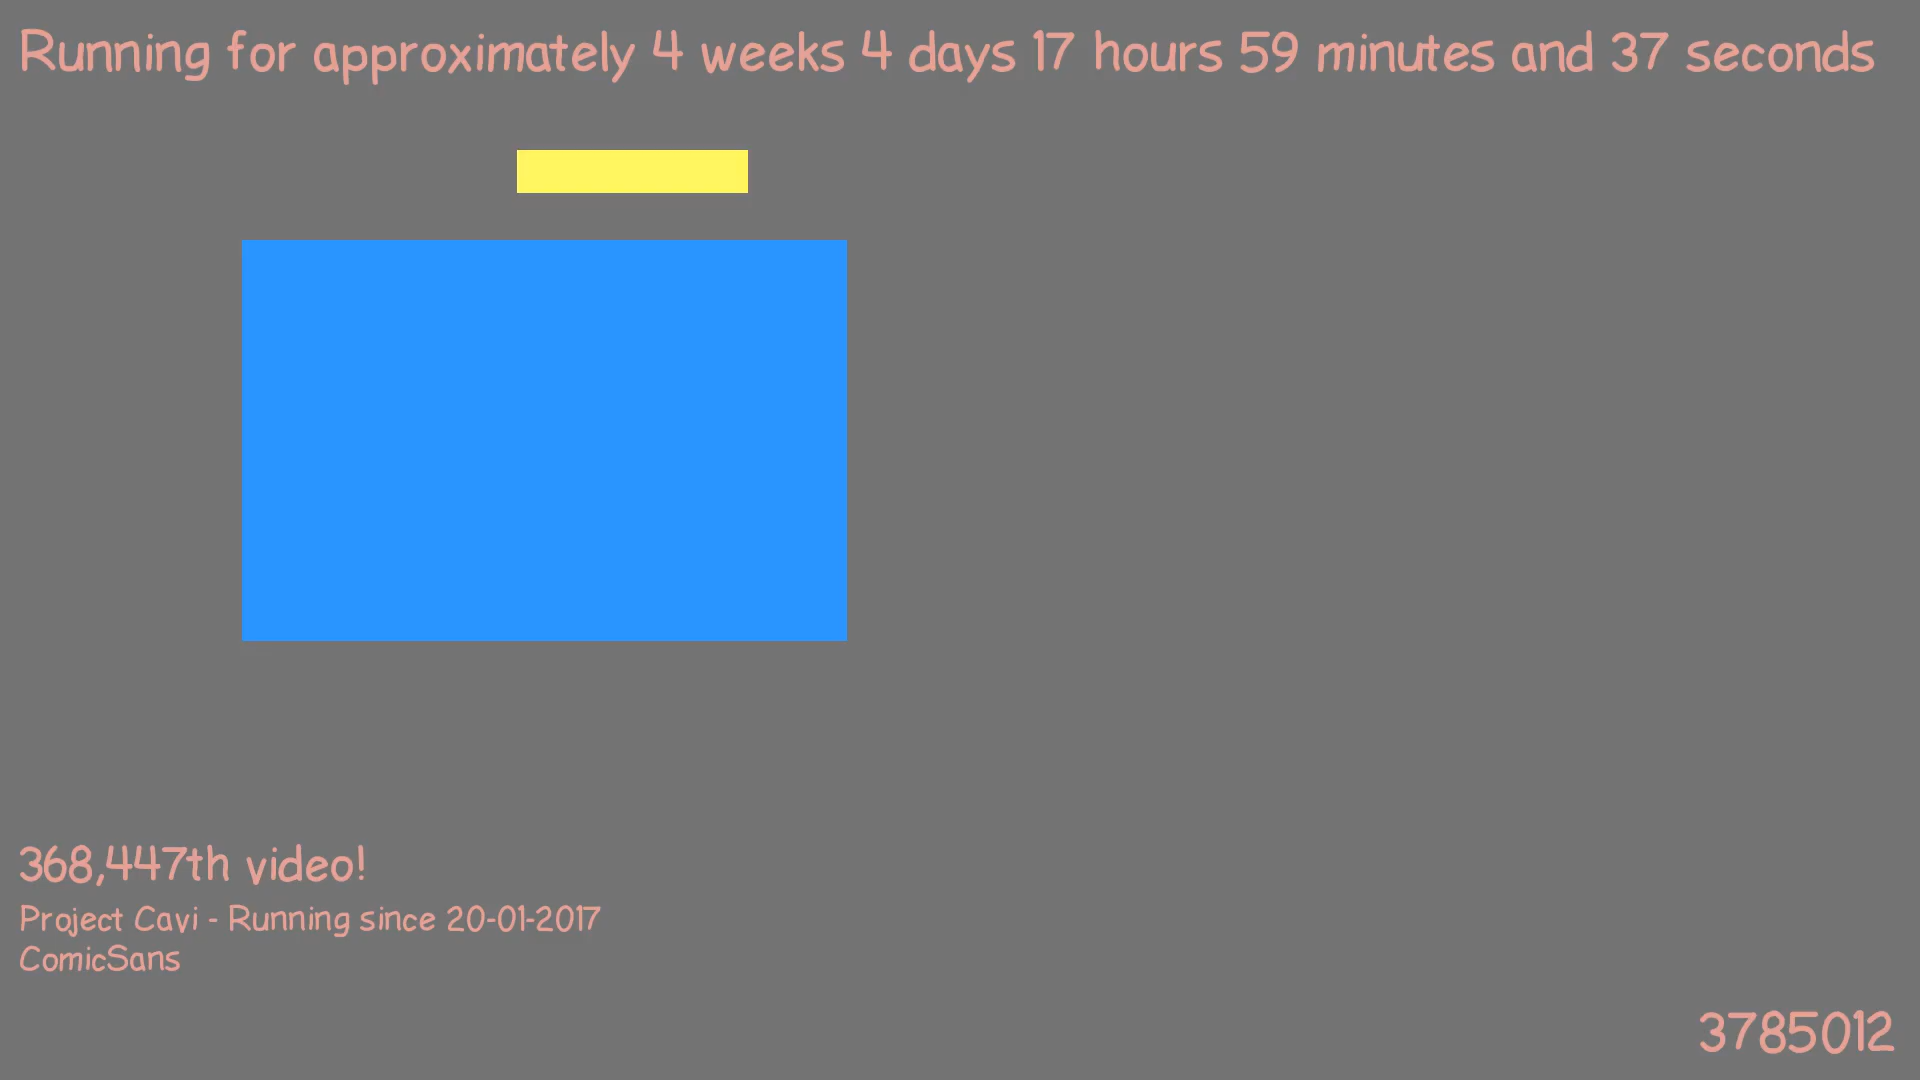 Running for approximately 4 weeks 4 days 17 hours 59 minutes and 37 seconds
368,447th video!
Project Cavi - Running since 20-01-2017
ComicSans
3785012